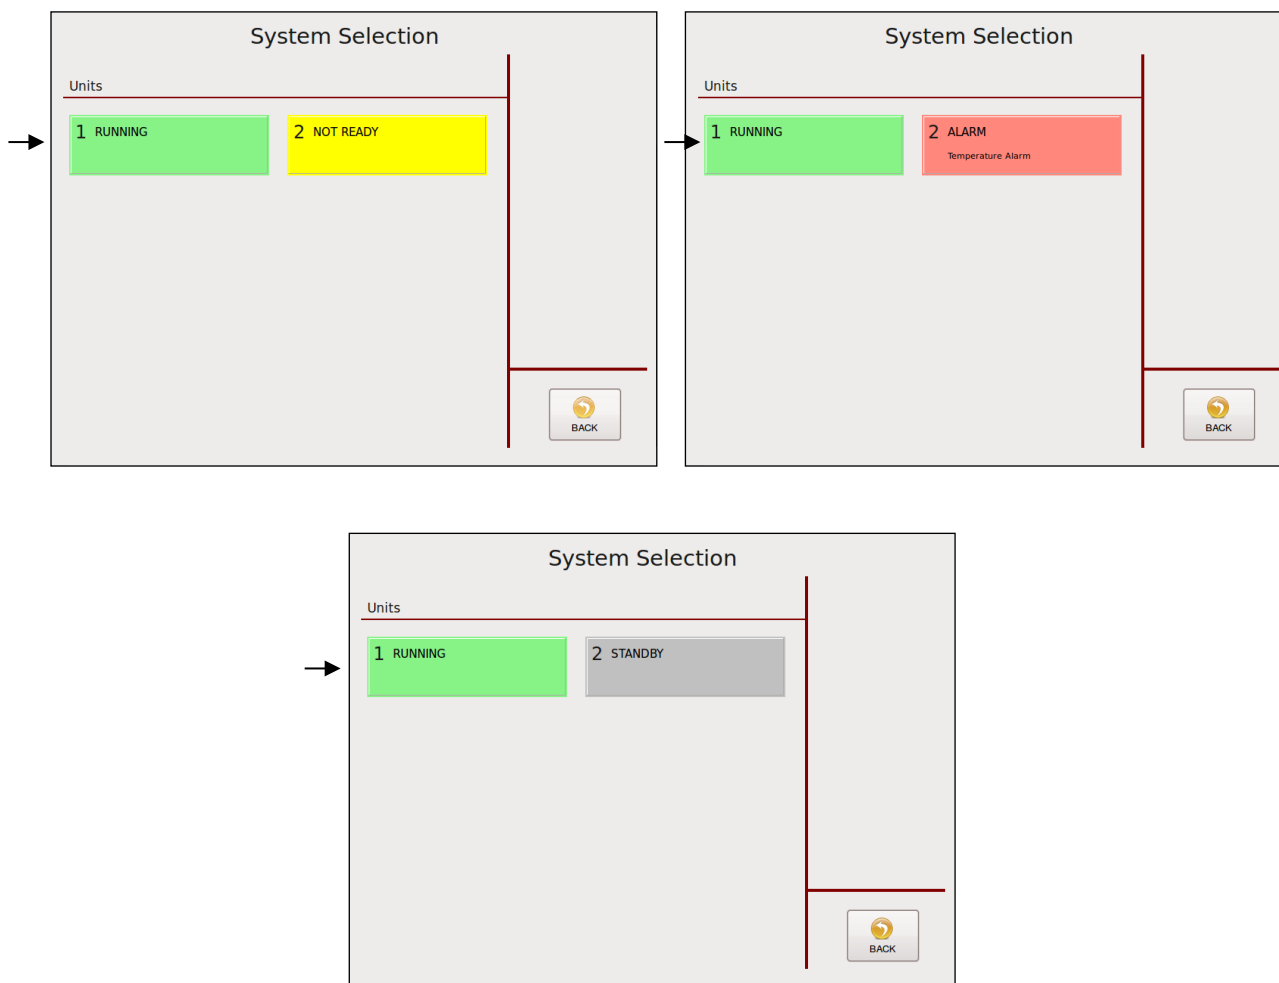 System Selection
Units
1 RUNNING
2 NOT READY
BACK
System Selection
Units
1 RUNNING
2 ALARM
Temperature Alarm
BACK
System Selection
Units
1 RUNNING
2 STANDBY
BACK